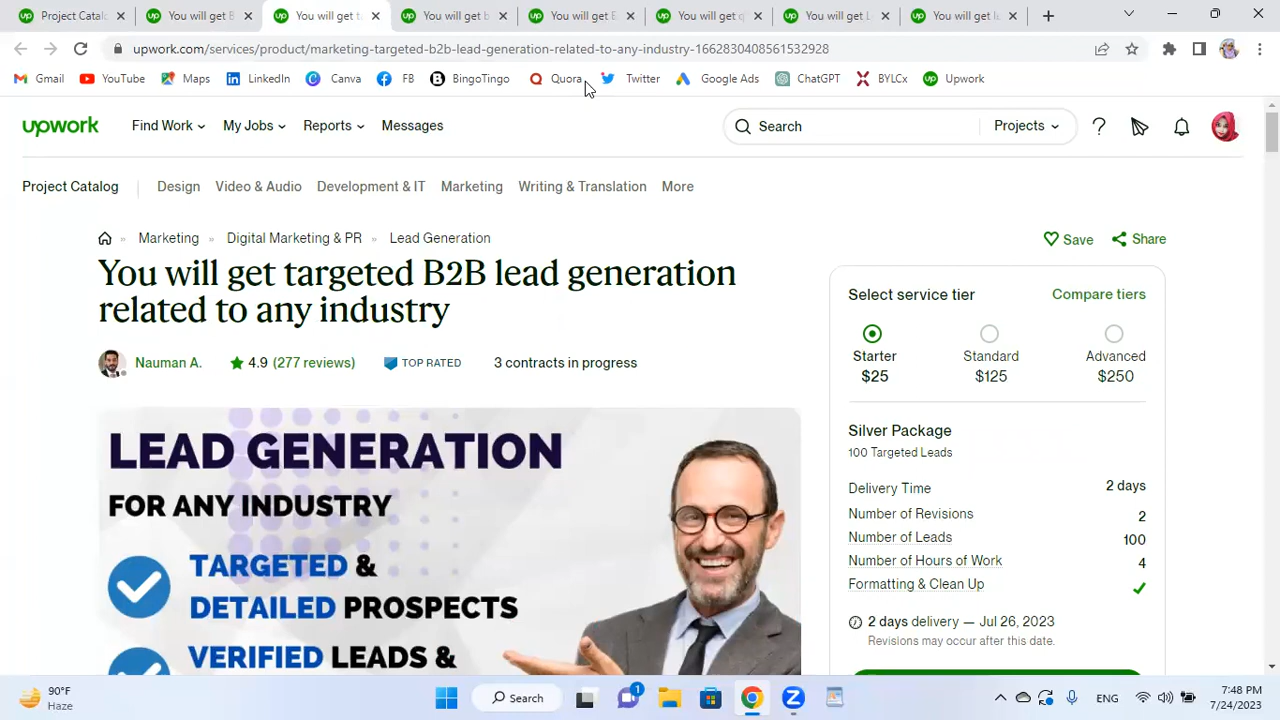 Project Catal
You will get B
You will get t
You will get b
You will get E
You will get q
You will get L
You will get lu
upwork.com/services/product/marketing-targeted-b2b-lead-generation-related-to-any-industry-1662830408561532928
Gmail YouTube Maps LinkedIn Canva FB BingoTingo Quora Twitter Google Ads ChatGPT BYLCx Upwork
upwork Find Work My Jobs Reports Messages Search Projects ?
Project Catalog Design Video & Audio Development & IT Marketing Writing & Translation More
Marketing » Digital Marketing & PR » Lead Generation
Save Share
You will get targeted B2B lead generation
related to any industry
Nauman A. 4.9 (277 reviews) TOP RATED 3 contracts in progress
LEAD GENERATION
FOR ANY INDUSTRY
TARGETED &
DETAILED PROSPECTS
VERIFIED LEADS &
Select service tier Compare tiers
Starter Standard Advanced
$25 $125 $250
Silver Package
100 Targeted Leads
Delivery Time 2 days
Number of Revisions 2
Number of Leads 100
Number of Hours of Work 4
Formatting & Clean Up
2 days delivery — Jul 26, 2023
Revisions may occur after this date.
90°F
Haze
Search
1
ENG
7:48 PM
7/24/2023